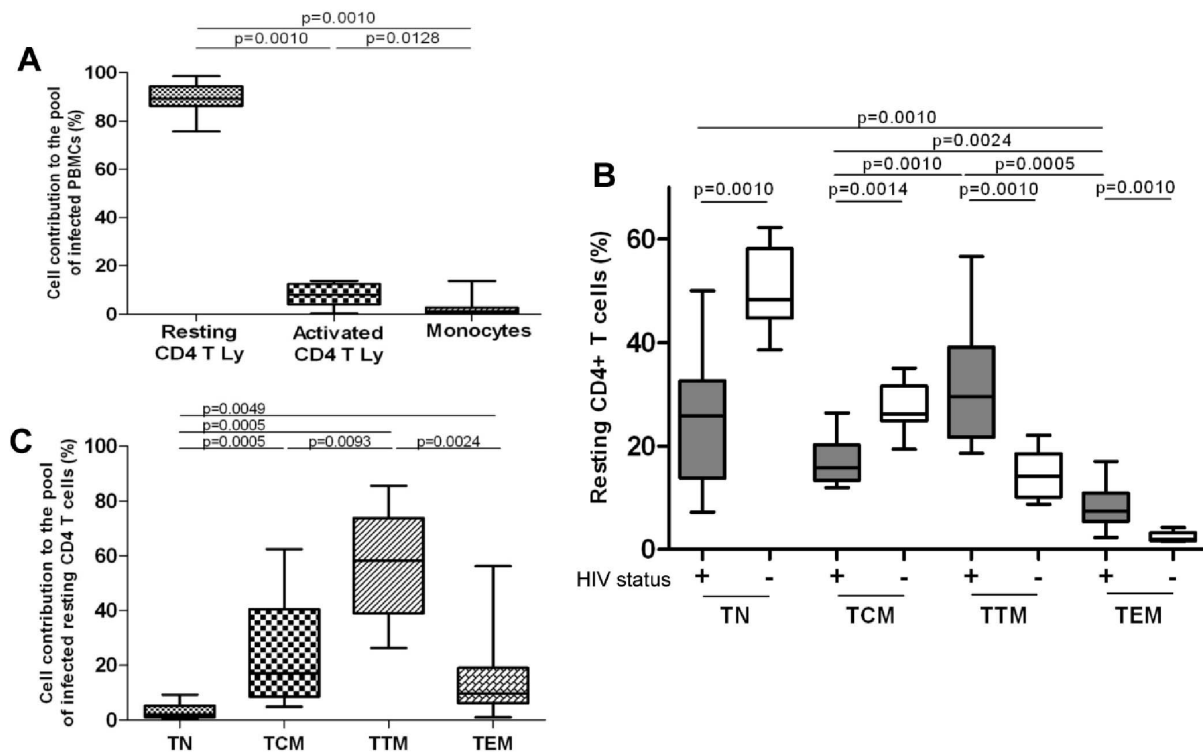 A
p=0.0010
p=0.0010 p=0.0128
Cell contribution to the pool
of infected PBMCs (%)
100
80
60
40
20
0
Resting
CD4 T Ly
Activated
CD4 T Ly
Monocytes
B
p=0.0010
p=0.0024
p=0.0010 p=0.0005
p=0.0010 p=0.0014 p=0.0010 p=0.0010
Resting CD4+ T cells (%)
60
40
20
0
HIV status + - + - + - + -
TN TCM TTM TEM
C
p=0.0049
p=0.0005
p=0.0005 p=0.0093 p=0.0024
Cell contribution to the pool
of infected resting CD4 T cells (%)
100
80
60
40
20
0
TN TCM TTM TEM